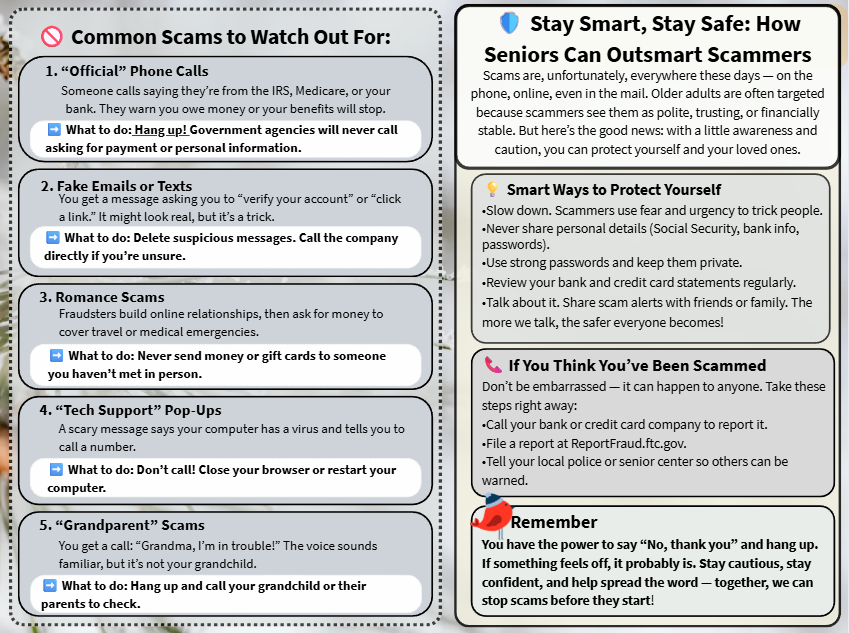 🚫 Common Scams to Watch Out For:
1. “Official” Phone Calls
Someone calls saying they’re from the IRS, Medicare, or your
bank. They warn you owe money or your benefits will stop.
➡️ What to do: Hang up! Government agencies will never call
asking for payment or personal information.
2. Fake Emails or Texts
You get a message asking you to “verify your account” or “click
a link.” It might look real, but it’s a trick.
➡️ What to do: Delete suspicious messages. Call the company
directly if you’re unsure.
3. Romance Scams
Fraudsters build online relationships, then ask for money to
cover travel or medical emergencies.
➡️ What to do: Never send money or gift cards to someone
you haven’t met in person.
4. “Tech Support” Pop-Ups
A scary message says your computer has a virus and tells you to
call a number.
➡️ What to do: Don’t call! Close your browser or restart your
computer.
5. “Grandparent” Scams
You get a call: “Grandma, I’m in trouble!” The voice sounds
familiar, but it’s not your grandchild.
➡️ What to do: Hang up and call your grandchild or their
parents to check.
🛡️ Stay Smart, Stay Safe: How
Seniors Can Outsmart Scammers
Scams are, unfortunately, everywhere these days — on the
phone, online, even in the mail. Older adults are often targeted
because scammers see them as polite, trusting, or financially
stable. But here’s the good news: with a little awareness and
caution, you can protect yourself and your loved ones.
💡 Smart Ways to Protect Yourself
•Slow down. Scammers use fear and urgency to trick people.
•Never share personal details (Social Security, bank info,
passwords).
•Use strong passwords and keep them private.
•Review your bank and credit card statements regularly.
•Talk about it. Share scam alerts with friends or family. The
more we talk, the safer everyone becomes!
📞 If You Think You’ve Been Scammed
Don’t be embarrassed — it can happen to anyone. Take these
steps right away:
•Call your bank or credit card company to report it.
•File a report at ReportFraud.ftc.gov.
•Tell your local police or senior center so others can be
warned.
Remember
You have the power to say “No, thank you” and hang up.
If something feels off, it probably is. Stay cautious, stay
confident, and help spread the word — together, we can
stop scams before they start!